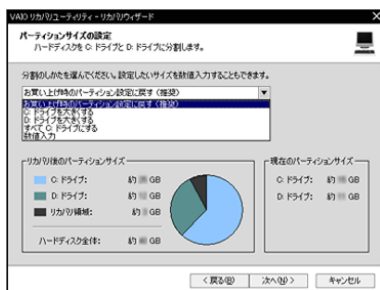 VAIO リカバリユーティリティ - リカバリウィザード
パーティションサイズの設定
ハードディスクを C: ドライブと D: ドライブに分割します。
分割のしかたを選んでください。設定したいサイズを数値入力することもできます。
お買い上げ時のパーティション設定に戻す (推奨)
お買い上げ時のパーティション設定に戻す (推奨)
C: ドライブを大きくする
D: ドライブを大きくする
すべて C: ドライブにする
数値入力
リカバリ後のパーティションサイズ
C: ドライブ: 約 GB
D: ドライブ: 約 GB
リカバリ領域: 約 GB
ハードディスク全体: 約 GB
現在のパーティションサイズ
C: ドライブ: 約 GB
D: ドライブ: 約 GB
< 戻る(B)
次へ(N) >
キャンセル